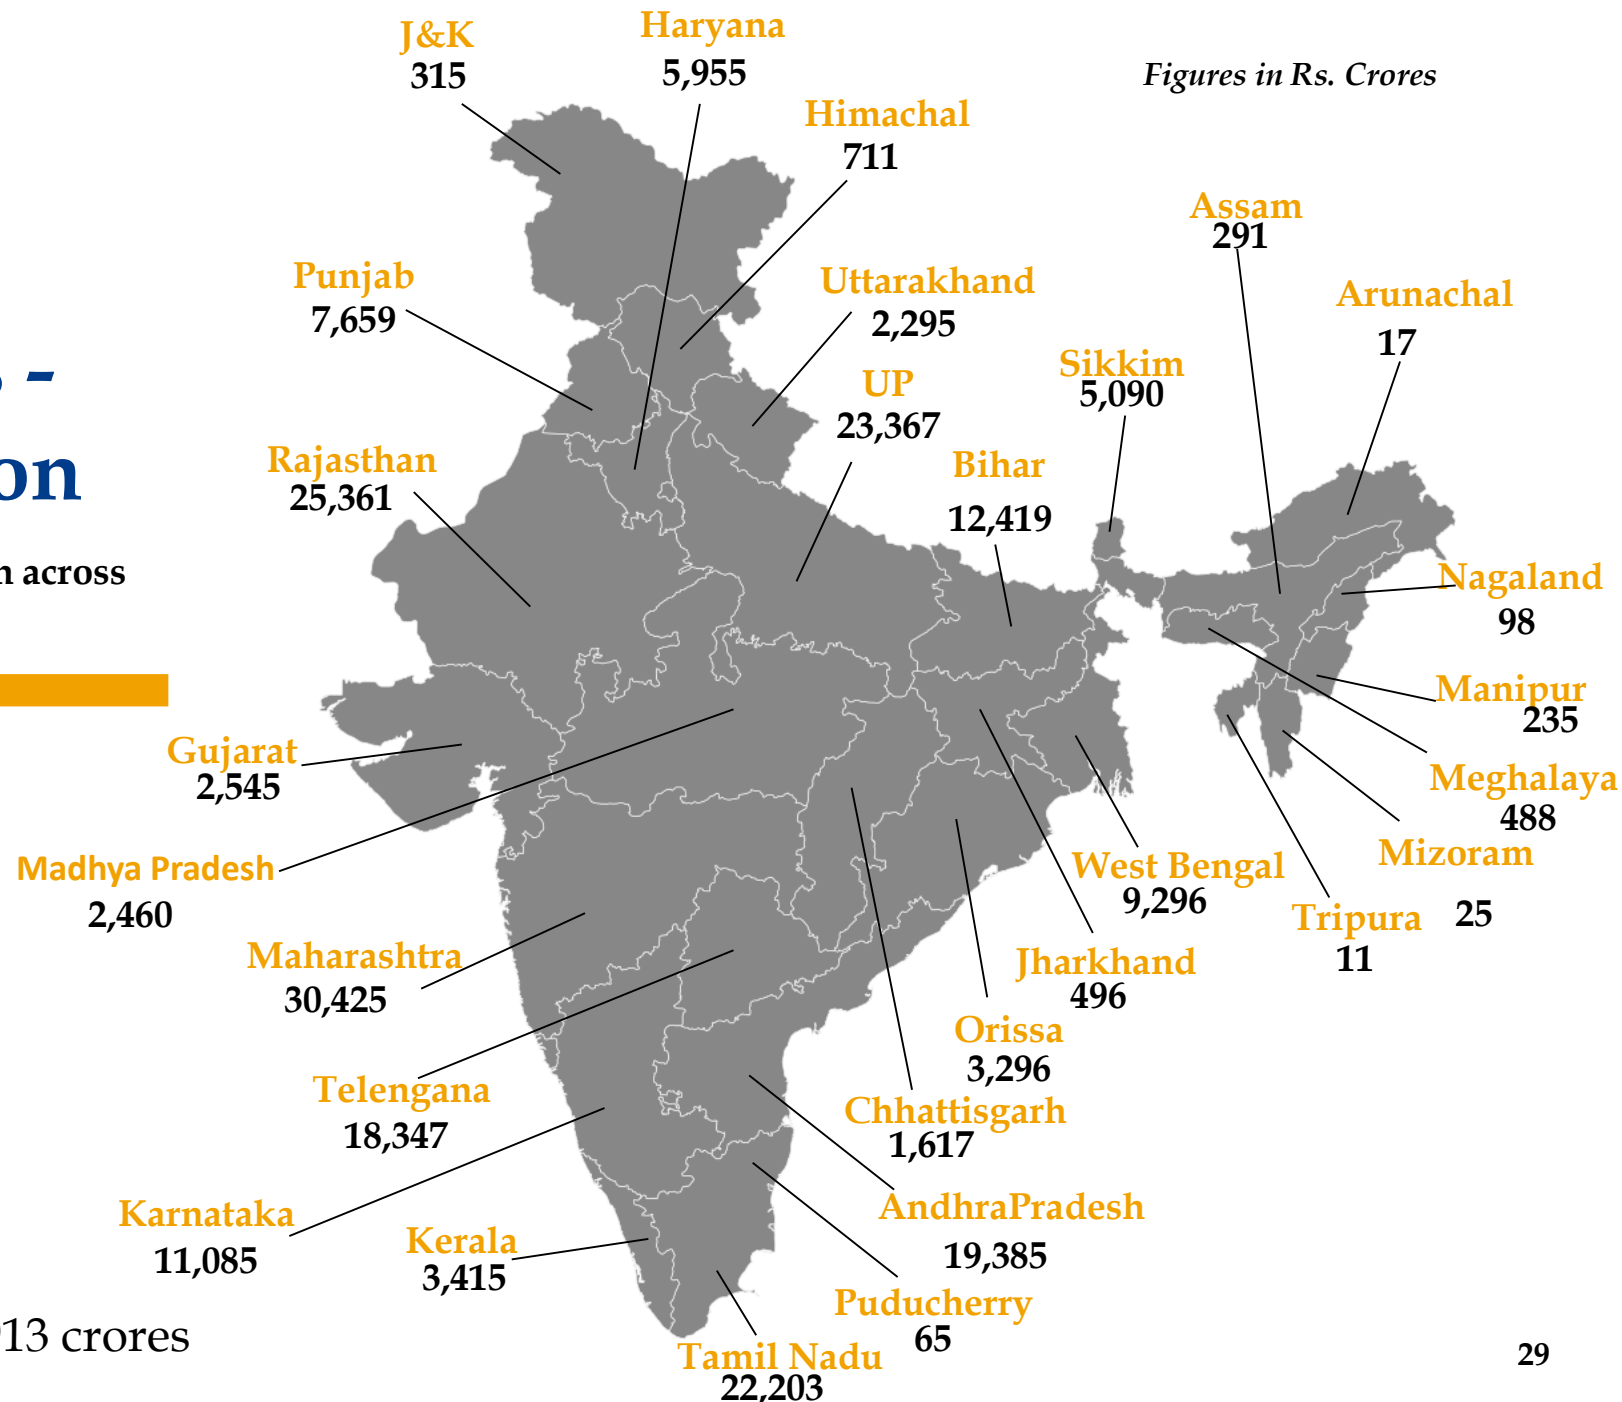 J&K
315
Haryana
5,955
Figures in Rs. Crores
Himachal
711
Assam
291
Punjab
7,659
Uttarakhand
2,295
Arunachal
17
Sikkim
5,090
-
UP
23,367
on
Rajasthan
25,361
Bihar
12,419
across
Nagaland
98
Manipur
235
Gujarat
2,545
Meghalaya
488
Madhya Pradesh
2,460
West Bengal
9,296
Mizoram
25
Tripura
11
Maharashtra
30,425
Jharkhand
496
Orissa
3,296
Telengana
18,347
Chhattisgarh
1,617
Karnataka
11,085
Kerala
3,415
AndhraPradesh
19,385
Puducherry
65
13 crores
Tamil Nadu
22,203
29